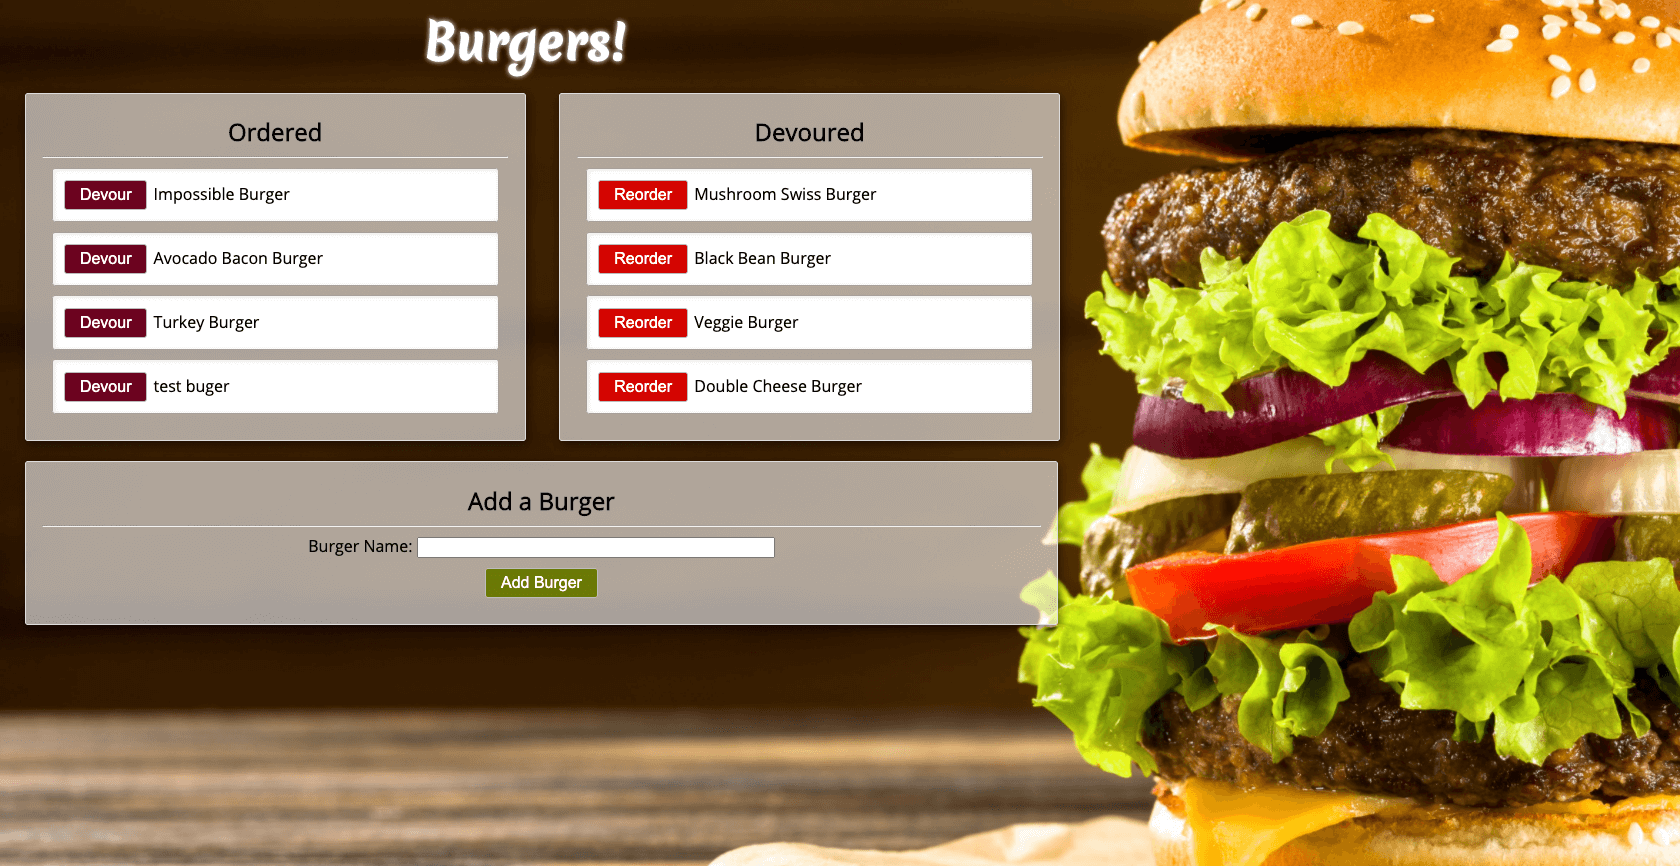 Burgers!
Ordered
Devour Impossible Burger
Devour Avocado Bacon Burger
Devour Turkey Burger
Devour test buger
Devoured
Reorder Mushroom Swiss Burger
Reorder Black Bean Burger
Reorder Veggie Burger
Reorder Double Cheese Burger
Add a Burger
Burger Name:
Add Burger